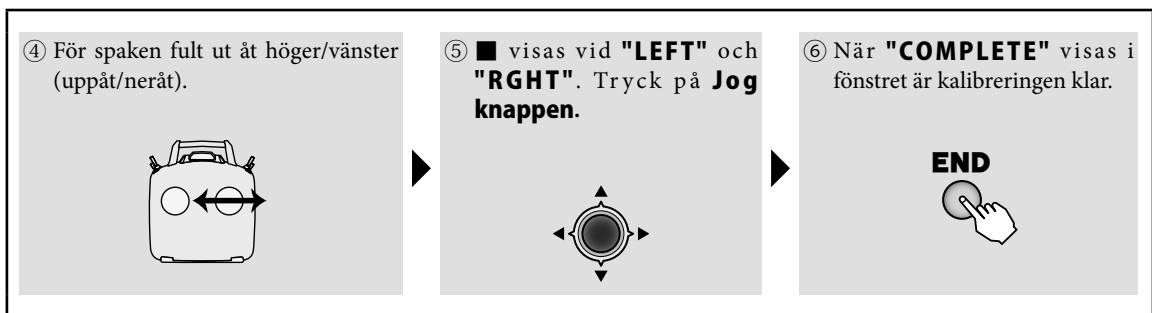 ④ För spaken fult ut åt höger/vänster
(uppåt/neråt).
⑤ ■ visas vid "LEFT" och
"RGHT". Tryck på Jog
knappen.
⑥ När "COMPLETE" visas i
fönstret är kalibreringen klar.
END